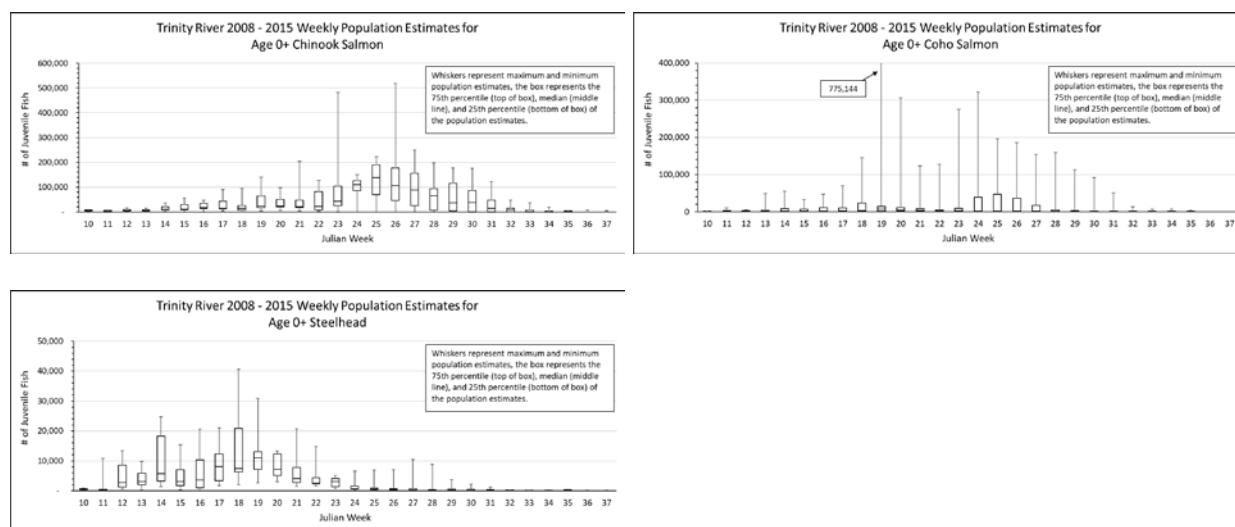 Trinity River 2008 - 2015 Weekly Population Estimates for
Age 0+ Chinook Salmon
# of Juvenile Fish
600,000
500,000
400,000
300,000
200,000
100,000
-
Whiskers represent maximum and minimum
population estimates, the box represents the
75th percentile (top of box), median (middle
line), and 25th percentile (bottom of box) of
the population estimates.
10 11 12 13 14 15 16 17 18 19 20 21 22 23 24 25 26 27 28 29 30 31 32 33 34 35 36 37
Julian Week
Trinity River 2008 - 2015 Weekly Population Estimates for
Age 0+ Coho Salmon
# of Juvenile Fish
400,000
300,000
200,000
100,000
0
775,144
Whiskers represent maximum and minimum
population estimates, the box represents the
75th percentile (top of box), median (middle
line), and 25th percentile (bottom of box) of
the population estimates.
10 11 12 13 14 15 16 17 18 19 20 21 22 23 24 25 26 27 28 29 30 31 32 33 34 35 36 37
Julian Week
Trinity River 2008 - 2015 Weekly Population Estimates for
Age 0+ Steelhead
# of Juvenile Fish
50,000
40,000
30,000
20,000
10,000
-
Whiskers represent maximum and minimum
population estimates, the box represents the
75th percentile (top of box), median (middle
line), and 25th percentile (bottom of box) of
the population estimates.
10 11 12 13 14 15 16 17 18 19 20 21 22 23 24 25 26 27 28 29 30 31 32 33 34 35 36 37
Julian Week